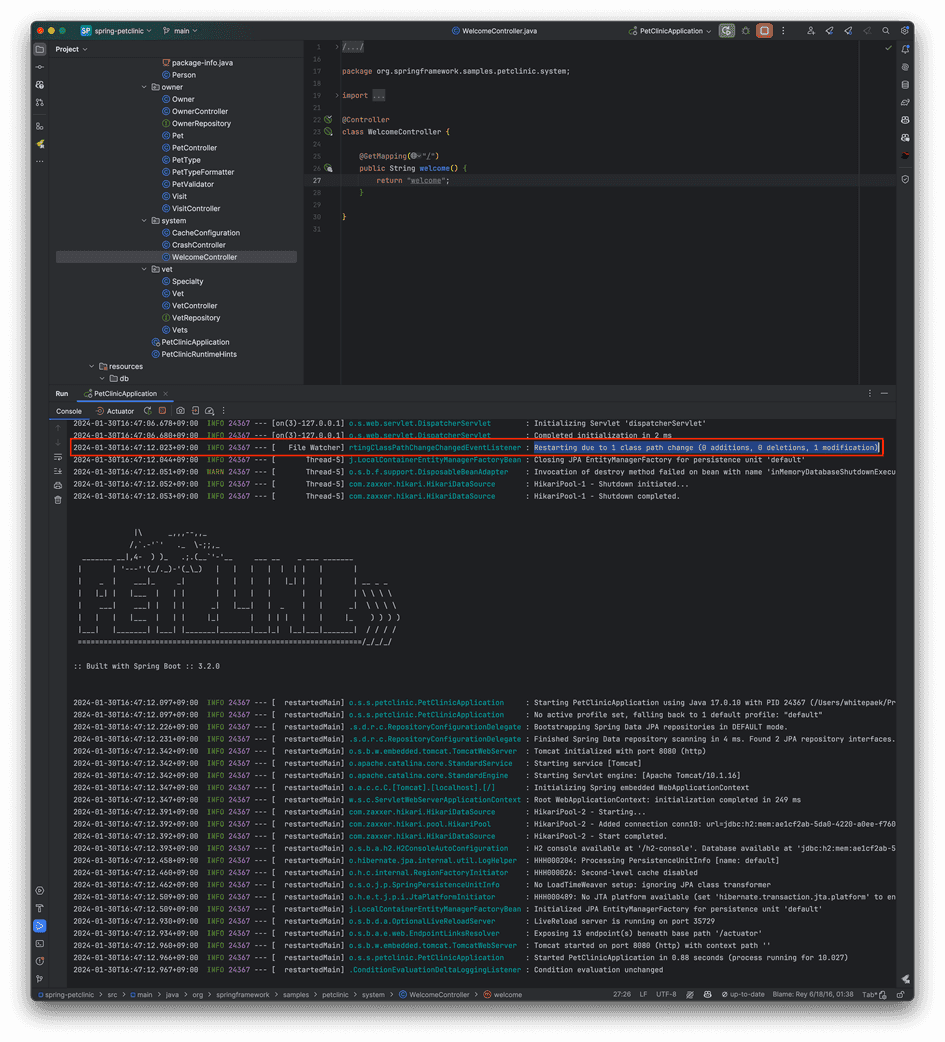 SP spring-petclinic main WelcomeController.java PetClinicApplication
Project
package-info.java
Person
owner
Owner
OwnerController
OwnerRepository
Pet
PetController
PetType
PetTypeFormatter
PetValidator
Visit
VisitController
system
CacheConfiguration
CrashController
WelcomeController
vet
Specialty
Vet
VetController
VetRepository
Vets
PetClinicApplication
PetClinicRuntimeHints
resources
db
1 /.../
16
17 package org.springframework.samples.petclinic.system;
18
19 import ...
21
22 @Controller
23 class WelcomeController {
24
25 @GetMapping("/")
26 public String welcome() {
27 return "welcome";
28 }
29
30 }
31
Run PetClinicApplication
Console Actuator
2024-01-30T16:47:06.678+09:00 INFO 24367 --- [on(3)-127.0.0.1] o.s.web.servlet.DispatcherServlet : Initializing Servlet 'dispatcherServlet'
2024-01-30T16:47:06.680+09:00 INFO 24367 --- [on(3)-127.0.0.1] o.s.web.servlet.DispatcherServlet : Completed initialization in 2 ms
2024-01-30T16:47:12.023+09:00 INFO 24367 --- [ File Watcher] rtingClassPathChangeChangedEventListener : Restarting due to 1 class path change (0 additions, 0 deletions, 1 modification)
2024-01-30T16:47:12.044+09:00 INFO 24367 --- [ Thread-5] j.LocalContainerEntityManagerFactoryBean : Closing JPA EntityManagerFactory for persistence unit 'default'
2024-01-30T16:47:12.051+09:00 WARN 24367 --- [ Thread-5] o.s.b.f.support.DisposableBeanAdapter : Invocation of destroy method failed on bean with name 'inMemoryDatabaseShutdownExecu
2024-01-30T16:47:12.052+09:00 INFO 24367 --- [ Thread-5] com.zaxxer.hikari.HikariDataSource : HikariPool-1 - Shutdown initiated...
2024-01-30T16:47:12.053+09:00 INFO 24367 --- [ Thread-5] com.zaxxer.hikari.HikariDataSource : HikariPool-1 - Shutdown completed.
:: Built with Spring Boot :: 3.2.0
2024-01-30T16:47:12.097+09:00 INFO 24367 --- [ restartedMain] o.s.s.petclinic.PetClinicApplication : Starting PetClinicApplication using Java 17.0.10 with PID 24367 (/Users/whitepaek/Pr
2024-01-30T16:47:12.097+09:00 INFO 24367 --- [ restartedMain] o.s.s.petclinic.PetClinicApplication : No active profile set, falling back to 1 default profile: "default"
2024-01-30T16:47:12.226+09:00 INFO 24367 --- [ restartedMain] .s.d.r.c.RepositoryConfigurationDelegate : Bootstrapping Spring Data JPA repositories in DEFAULT mode.
2024-01-30T16:47:12.231+09:00 INFO 24367 --- [ restartedMain] .s.d.r.c.RepositoryConfigurationDelegate : Finished Spring Data repository scanning in 4 ms. Found 2 JPA repository interfaces.
2024-01-30T16:47:12.342+09:00 INFO 24367 --- [ restartedMain] o.s.b.w.embedded.tomcat.TomcatWebServer : Tomcat initialized with port 8080 (http)
2024-01-30T16:47:12.342+09:00 INFO 24367 --- [ restartedMain] o.apache.catalina.core.StandardService : Starting service [Tomcat]
2024-01-30T16:47:12.342+09:00 INFO 24367 --- [ restartedMain] o.apache.catalina.core.StandardEngine : Starting Servlet engine: [Apache Tomcat/10.1.16]
2024-01-30T16:47:12.347+09:00 INFO 24367 --- [ restartedMain] o.a.c.c.C.[Tomcat].[localhost].[/] : Initializing Spring embedded WebApplicationContext
2024-01-30T16:47:12.347+09:00 INFO 24367 --- [ restartedMain] w.s.c.ServletWebServerApplicationContext : Root WebApplicationContext: initialization completed in 249 ms
2024-01-30T16:47:12.391+09:00 INFO 24367 --- [ restartedMain] com.zaxxer.hikari.HikariDataSource : HikariPool-2 - Starting...
2024-01-30T16:47:12.392+09:00 INFO 24367 --- [ restartedMain] com.zaxxer.hikari.pool.HikariPool : HikariPool-2 - Added connection conn10: url=jdbc:h2:mem:ae1cf2ab-5da0-4220-a0ee-f760
2024-01-30T16:47:12.392+09:00 INFO 24367 --- [ restartedMain] com.zaxxer.hikari.HikariDataSource : HikariPool-2 - Start completed.
2024-01-30T16:47:12.393+09:00 INFO 24367 --- [ restartedMain] o.s.b.a.h2.H2ConsoleAutoConfiguration : H2 console available at '/h2-console'. Database available at 'jdbc:h2:mem:ae1cf2ab-5
2024-01-30T16:47:12.458+09:00 INFO 24367 --- [ restartedMain] o.hibernate.jpa.internal.util.LogHelper : HHH000204: Processing PersistenceUnitInfo [name: default]
2024-01-30T16:47:12.460+09:00 INFO 24367 --- [ restartedMain] o.h.c.internal.RegionFactoryInitiator : HHH000026: Second-level cache disabled
2024-01-30T16:47:12.462+09:00 INFO 24367 --- [ restartedMain] o.s.o.j.p.SpringPersistenceUnitInfo : No LoadTimeWeaver setup: ignoring JPA class transformer
2024-01-30T16:47:12.509+09:00 INFO 24367 --- [ restartedMain] o.h.e.t.j.p.i.JtaPlatformInitiator : HHH000489: No JTA platform available (set 'hibernate.transaction.jta.platform' to en
2024-01-30T16:47:12.509+09:00 INFO 24367 --- [ restartedMain] j.LocalContainerEntityManagerFactoryBean : Initialized JPA EntityManagerFactory for persistence unit 'default'
2024-01-30T16:47:12.930+09:00 INFO 24367 --- [ restartedMain] o.s.b.d.a.OptionalLiveReloadServer : LiveReload server is running on port 35729
2024-01-30T16:47:12.934+09:00 INFO 24367 --- [ restartedMain] o.s.b.a.e.web.EndpointLinksResolver : Exposing 13 endpoint(s) beneath base path '/actuator'
2024-01-30T16:47:12.960+09:00 INFO 24367 --- [ restartedMain] o.s.b.w.embedded.tomcat.TomcatWebServer : Tomcat started on port 8080 (http) with context path ''
2024-01-30T16:47:12.966+09:00 INFO 24367 --- [ restartedMain] o.s.s.petclinic.PetClinicApplication : Started PetClinicApplication in 0.88 seconds (process running for 10.027)
2024-01-30T16:47:12.967+09:00 INFO 24367 --- [ restartedMain] .ConditionEvaluationDeltaLoggingListener : Condition evaluation unchanged
spring-petclinic > src > main > java > org > springframework > samples > petclinic > system > WelcomeController > welcome 27:26 LF UTF-8 up-to-date Blame: Rey 6/18/16, 01:38 Tab*